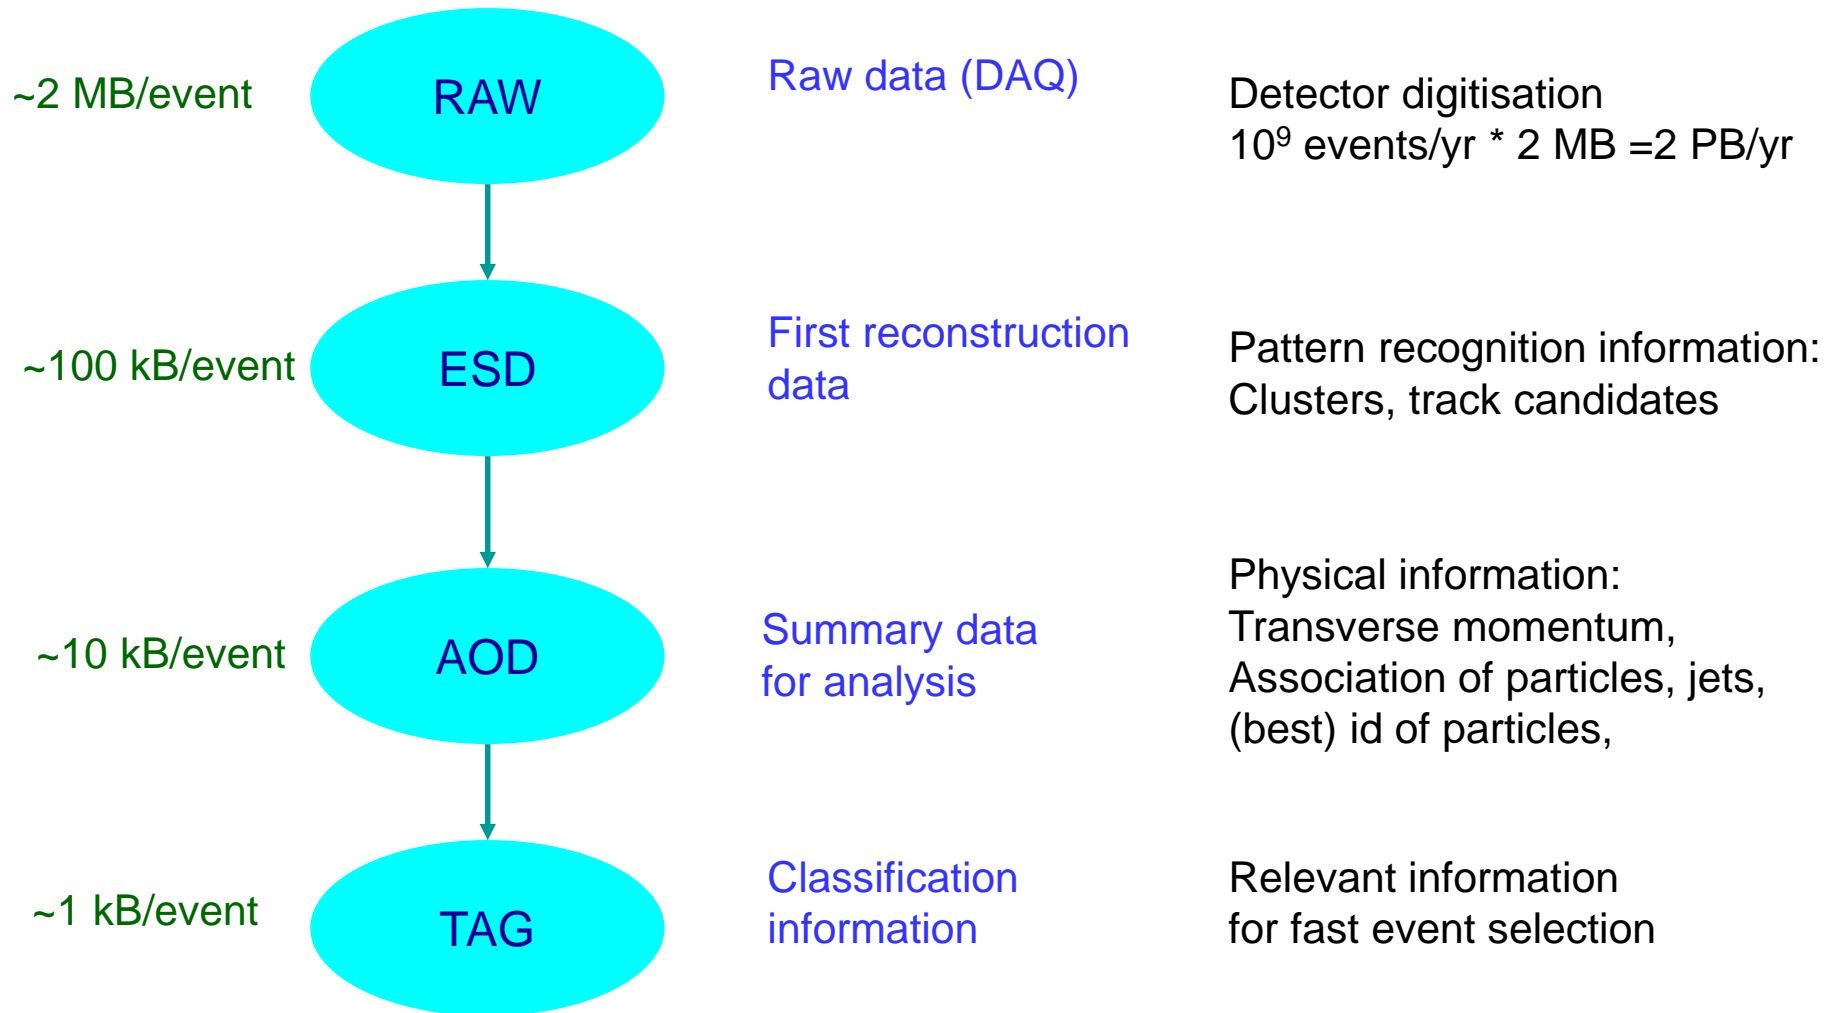 ~2 MB/event
RAW
Raw data (DAQ)
Detector digitisation
10⁹ events/yr * 2 MB =2 PB/yr
~100 kB/event
ESD
First reconstruction
data
Pattern recognition information:
Clusters, track candidates
~10 kB/event
AOD
Summary data
for analysis
Physical information:
Transverse momentum,
Association of particles, jets,
(best) id of particles,
~1 kB/event
TAG
Classification
information
Relevant information
for fast event selection